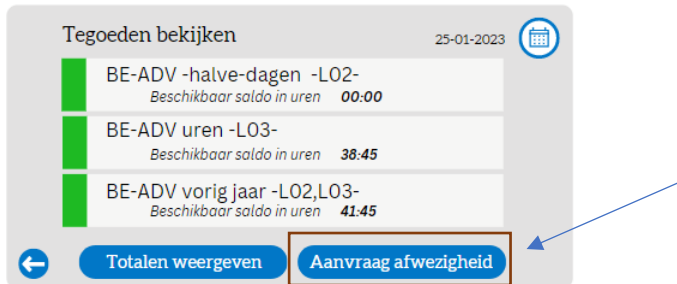 Tegoeden bekijken 25-01-2023
BE-ADV -halve-dagen -L02-
Beschikbaar saldo in uren 00:00
BE-ADV uren -L03-
Beschikbaar saldo in uren 38:45
BE-ADV vorig jaar -L02,L03-
Beschikbaar saldo in uren 41:45
Totalen weergeven Aanvraag afwezigheid